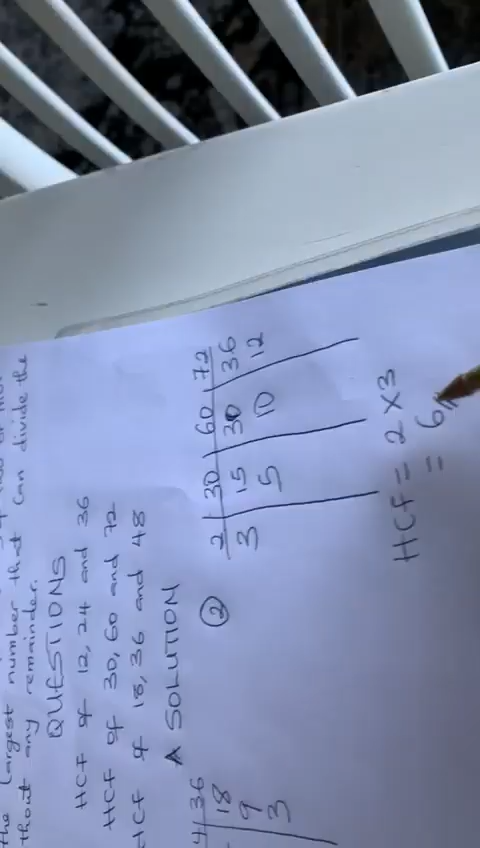 the largest number that can divide the
thout any remainder.
QUESTIONS
HCF of 12, 24 and 36
HCF of 30, 60 and 72
HCF of 18, 36 and 48
A SOLUTION
4 36
18
9
3
②
2 30 60 72
3 15 30 36
5 10 12
HCF = 2 x 3
= 6